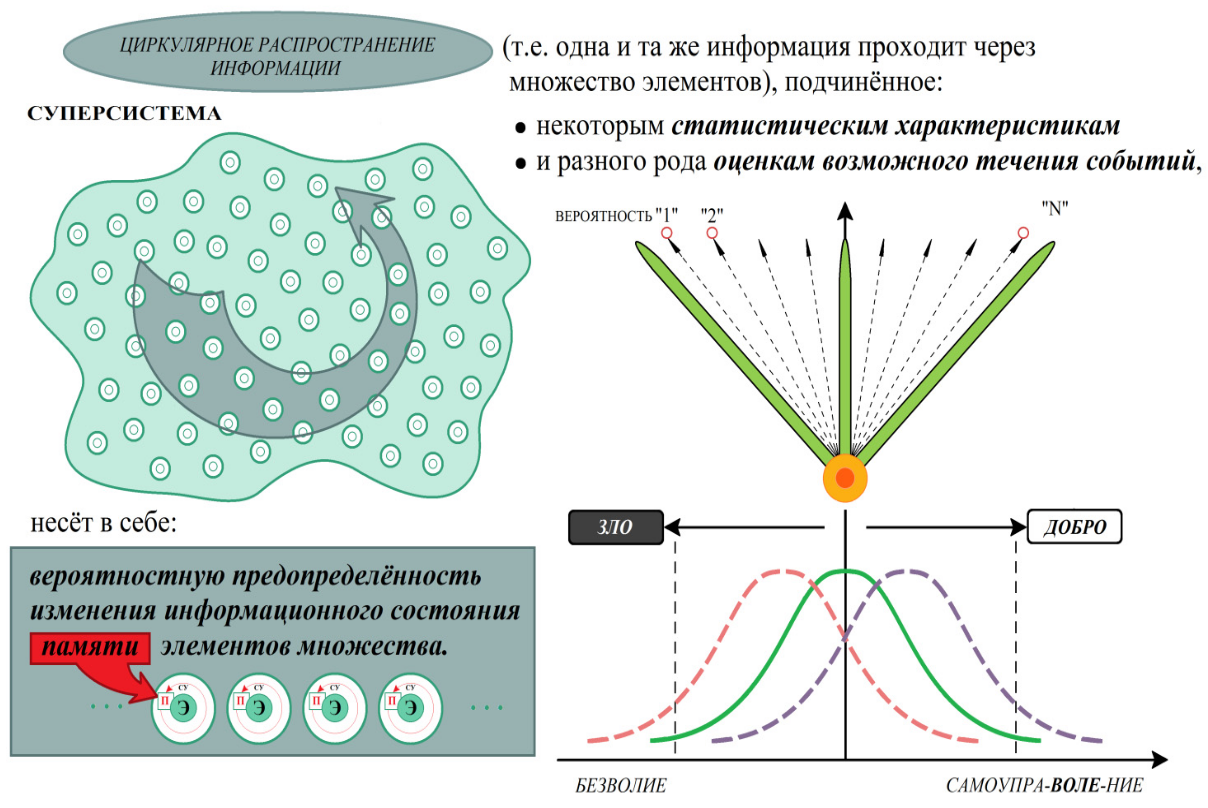 ЦИРКУЛЯРНОЕ РАСПРОСТРАНЕНИЕ
ИНФОРМАЦИИ
(т.е. одна и та же информация проходит через
множество элементов), подчинённое:
СУПЕРСИСТЕМА
• некоторым статистическим характеристикам
• и разного рода оценкам возможного течения событий,
ВЕРОЯТНОСТЬ "1" "2" "N"
несёт в себе:
ЗЛО ДОБРО
вероятностную предопределённость
изменения информационного состояния
памяти элементов множества.
СУ СУ СУ СУ
П Э П Э П Э П Э
БЕЗВОЛИЕ САМОУПРА-ВОЛЕ-НИЕ